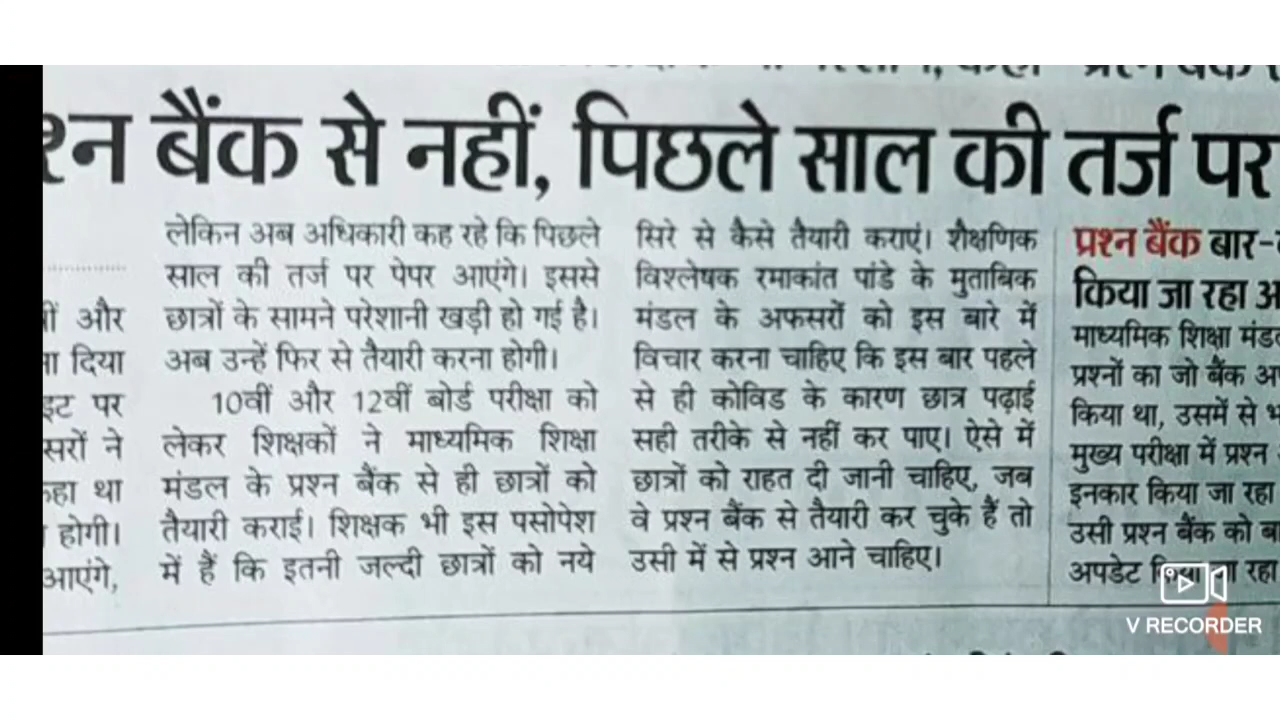 बैंक से नहीं, पिछले साल की तर्ज पर
और
दिया
पर
ने
था
होगी।
आएंगे,
लेकिन अब अधिकारी कह रहे कि पिछले
साल की तर्ज पर पेपर आएंगे। इससे
छात्रों के सामने परेशानी खड़ी हो गई है।
अब उन्हें फिर से तैयारी करना होगी।
10वीं और 12वीं बोर्ड परीक्षा को
लेकर शिक्षकों ने माध्यमिक शिक्षा
मंडल के प्रश्न बैंक से ही छात्रों को
तैयारी कराई। शिक्षक भी इस पसोपेश
में हैं कि इतनी जल्दी छात्रों को नये
सिरे से कैसे तैयारी कराएं। शैक्षणिक
विश्लेषक रमाकांत पांडे के मुताबिक
मंडल के अफसरों को इस बारे में
विचार करना चाहिए कि इस बार पहले
से ही कोविड के कारण छात्र पढ़ाई
सही तरीके से नहीं कर पाए। ऐसे में
छात्रों को राहत दी जानी चाहिए, जब
वे प्रश्न बैंक से तैयारी कर चुके हैं तो
उसी में से प्रश्न आने चाहिए।
प्रश्न बैंक बार-
किया जा रहा
माध्यमिक शिक्षा
प्रश्नों का जो बैंक
किया था, उसमें से
मुख्य परीक्षा में प्रश्न
इनकार किया जा रहा
उसी प्रश्न बैंक को
अपडेट रहा
V RECORDER